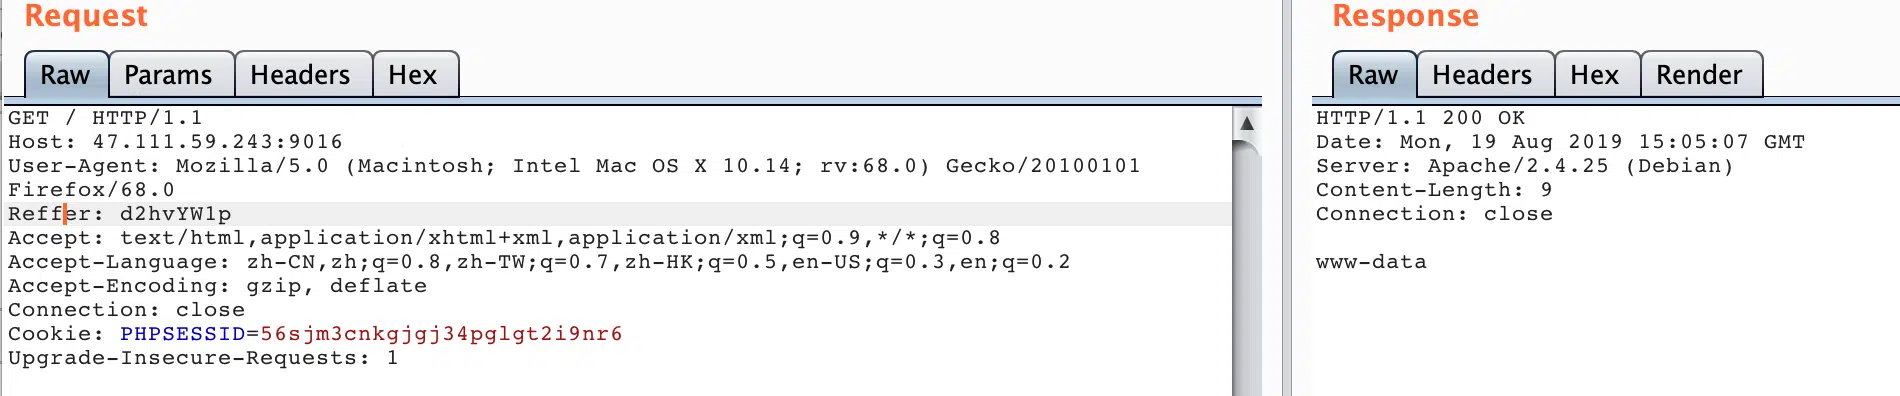 Request
Raw Params Headers Hex
GET / HTTP/1.1
Host: 47.111.59.243:9016
User-Agent: Mozilla/5.0 (Macintosh; Intel Mac OS X 10.14; rv:68.0) Gecko/20100101
Firefox/68.0
Reffer: d2hvYW1p
Accept: text/html,application/xhtml+xml,application/xml;q=0.9,*/*;q=0.8
Accept-Language: zh-CN,zh;q=0.8,zh-TW;q=0.7,zh-HK;q=0.5,en-US;q=0.3,en;q=0.2
Accept-Encoding: gzip, deflate
Connection: close
Cookie: PHPSESSID=56sjm3cnkgjgj34pglgt2i9nr6
Upgrade-Insecure-Requests: 1
Response
Raw Headers Hex Render
HTTP/1.1 200 OK
Date: Mon, 19 Aug 2019 15:05:07 GMT
Server: Apache/2.4.25 (Debian)
Content-Length: 9
Connection: close
www-data